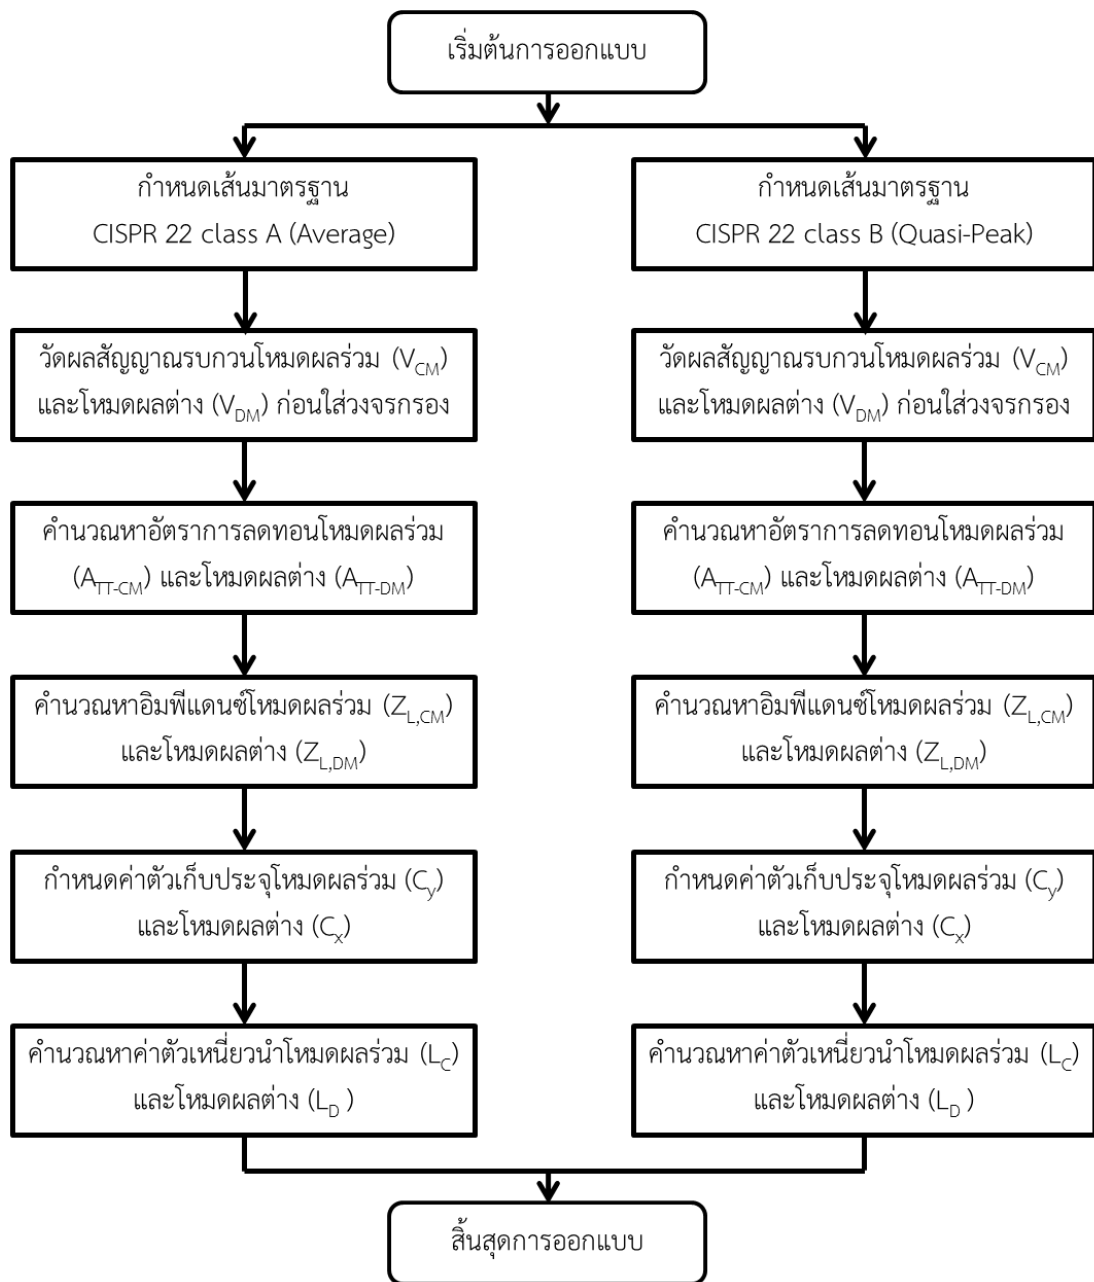 เริ่มต้นการออกแบบ
กำหนดเส้นมาตรฐาน
CISPR 22 class A (Average)
วัดผลสัญญาณรบกวนโหมดผลร่วม (V_CM)
และโหมดผลต่าง (V_DM) ก่อนใส่วงจรกรอง
คำนวณหาอัตราการลดทอนโหมดผลร่วม
(A_TT-CM) และโหมดผลต่าง (A_TT-DM)
คำนวณหาอิมพีแดนซ์โหมดผลร่วม (Z_L,CM)
และโหมดผลต่าง (Z_L,DM)
กำหนดค่าตัวเก็บประจุโหมดผลร่วม (C_y)
และโหมดผลต่าง (C_x)
คำนวณหาค่าตัวเหนี่ยวนำโหมดผลร่วม (L_C)
และโหมดผลต่าง (L_D )
กำหนดเส้นมาตรฐาน
CISPR 22 class B (Quasi-Peak)
วัดผลสัญญาณรบกวนโหมดผลร่วม (V_CM)
และโหมดผลต่าง (V_DM) ก่อนใส่วงจรกรอง
คำนวณหาอัตราการลดทอนโหมดผลร่วม
(A_TT-CM) และโหมดผลต่าง (A_TT-DM)
คำนวณหาอิมพีแดนซ์โหมดผลร่วม (Z_L,CM)
และโหมดผลต่าง (Z_L,DM)
กำหนดค่าตัวเก็บประจุโหมดผลร่วม (C_y)
และโหมดผลต่าง (C_x)
คำนวณหาค่าตัวเหนี่ยวนำโหมดผลร่วม (L_C)
และโหมดผลต่าง (L_D )
สิ้นสุดการออกแบบ